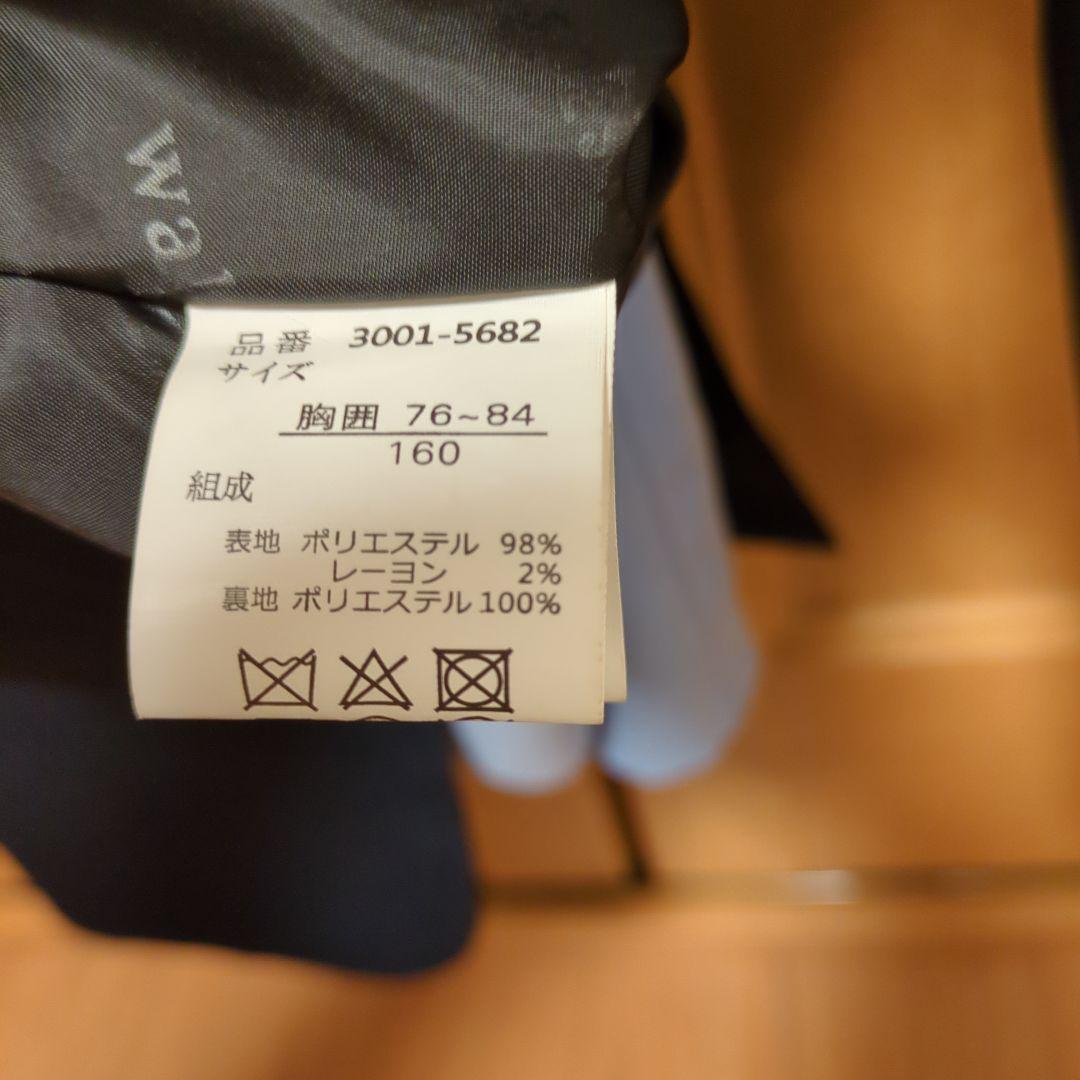 wal
品番 3001-5682
サイズ
胸囲 76~84
160
組成
表地 ポリエステル 98%
レーヨン 2%
裏地 ポリエステル 100%